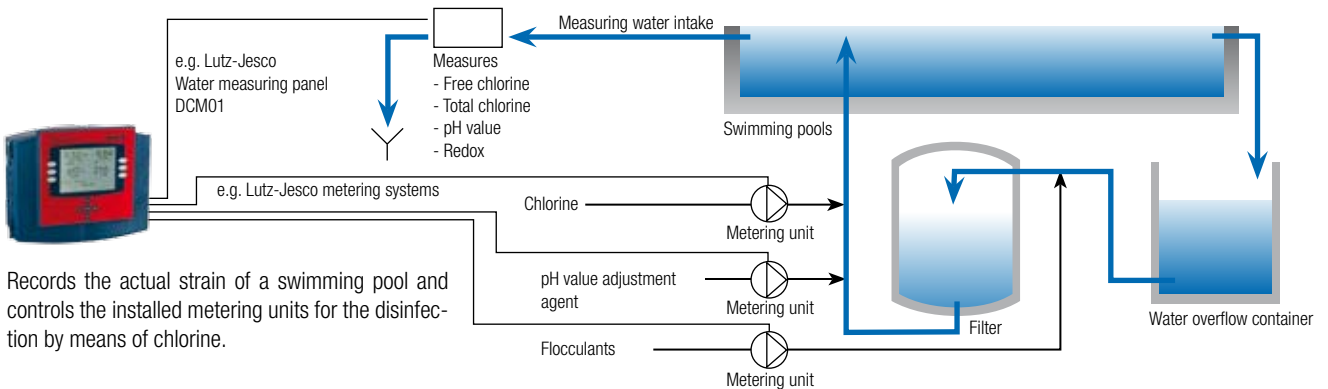 Measuring water intake
e.g. Lutz-Jesco
Water measuring panel
DCM01
Measures
- Free chlorine
- Total chlorine
- pH value
- Redox
Swimming pools
e.g. Lutz-Jesco metering systems
Chlorine
Metering unit
pH value adjustment
agent
Metering unit
Flocculants
Metering unit
Filter
Water overflow container
Records the actual strain of a swimming pool and
controls the installed metering units for the disinfec-
tion by means of chlorine.